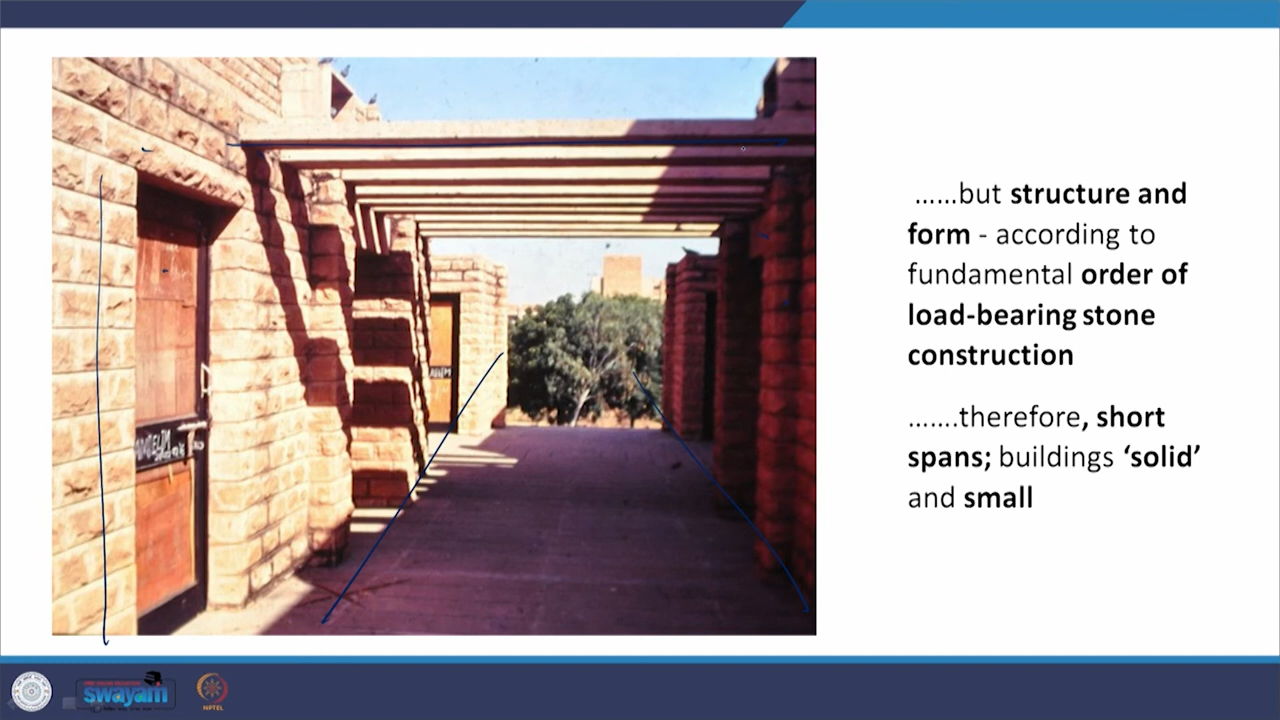 ......but structure and
form - according to
fundamental order of
load-bearing stone
construction
.......therefore, short
spans; buildings ‘solid’
and small
swayam
NPTEL